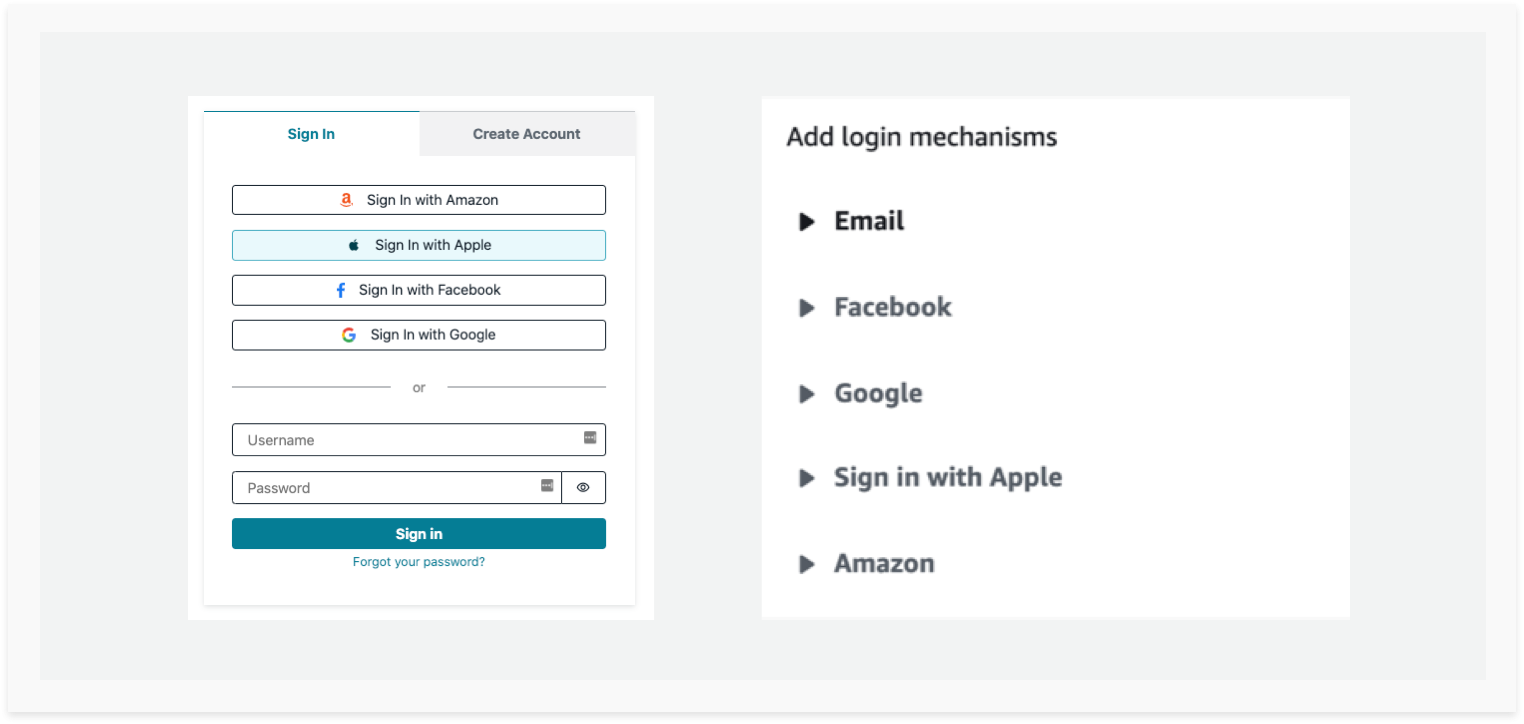 Sign In
Create Account
Sign In with Amazon
Sign In with Apple
Sign In with Facebook
Sign In with Google
or
Username
Password
Sign in
Forgot your password?
Add login mechanisms
Email
Facebook
Google
Sign in with Apple
Amazon